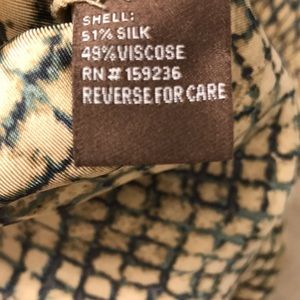 SHELL:
51% SILK
49% VISCOSE
RN # 159236
REVERSE FOR CARE